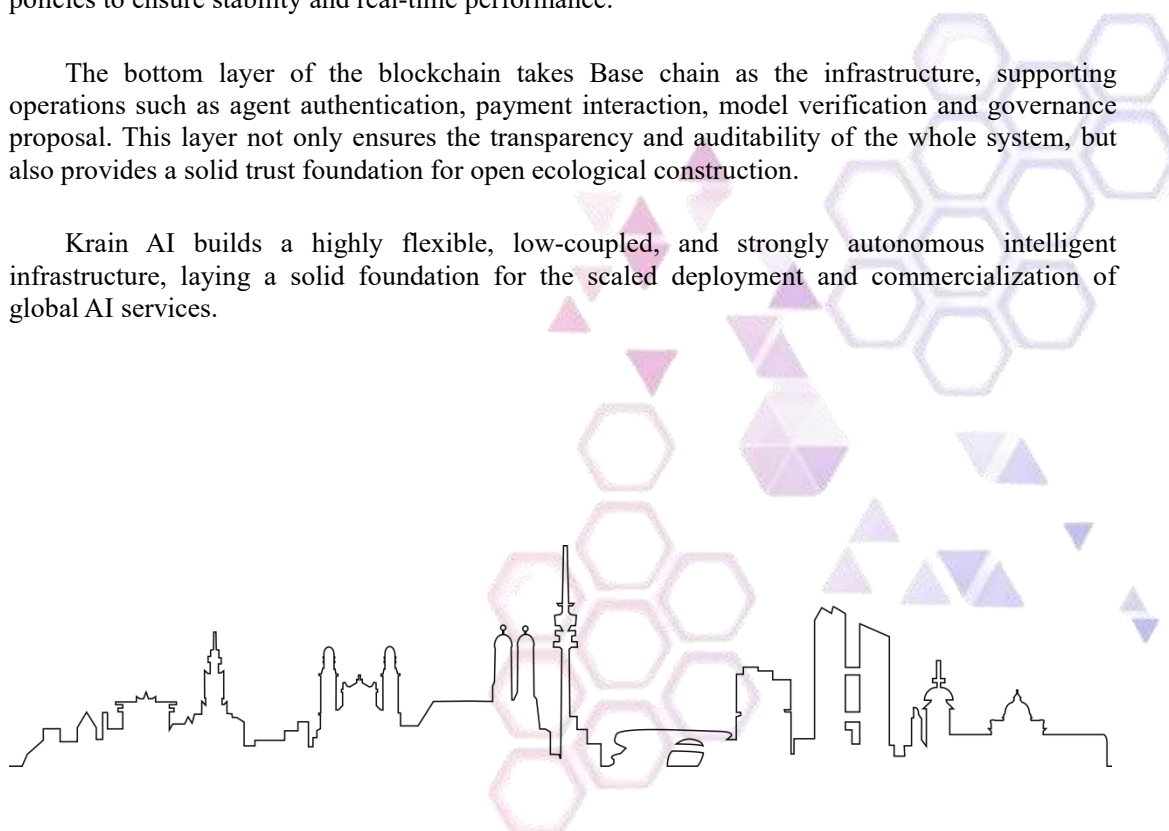 policies to ensure stability and real-time performance.
The bottom layer of the blockchain takes Base chain as the infrastructure, supporting
operations such as agent authentication, payment interaction, model verification and governance
proposal. This layer not only ensures the transparency and auditability of the whole system, but
also provides a solid trust foundation for open ecological construction.
Krain AI builds a highly flexible, low-coupled, and strongly autonomous intelligent
infrastructure, laying a solid foundation for the scaled deployment and commercialization of
global AI services.